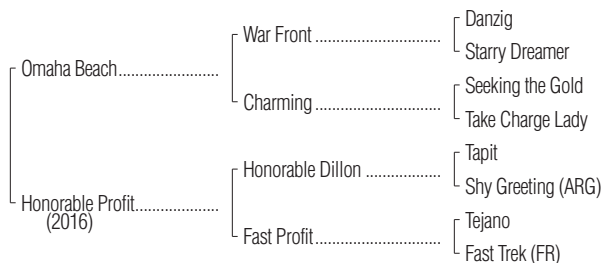 Danzig
War Front
Starry Dreamer
Omaha Beach
Seeking the Gold
Charming
Take Charge Lady
Tapit
Honorable Dillon
Shy Greeting (ARG)
Honorable Profit
(2016)
Tejano
Fast Profit
Fast Trek (FR)